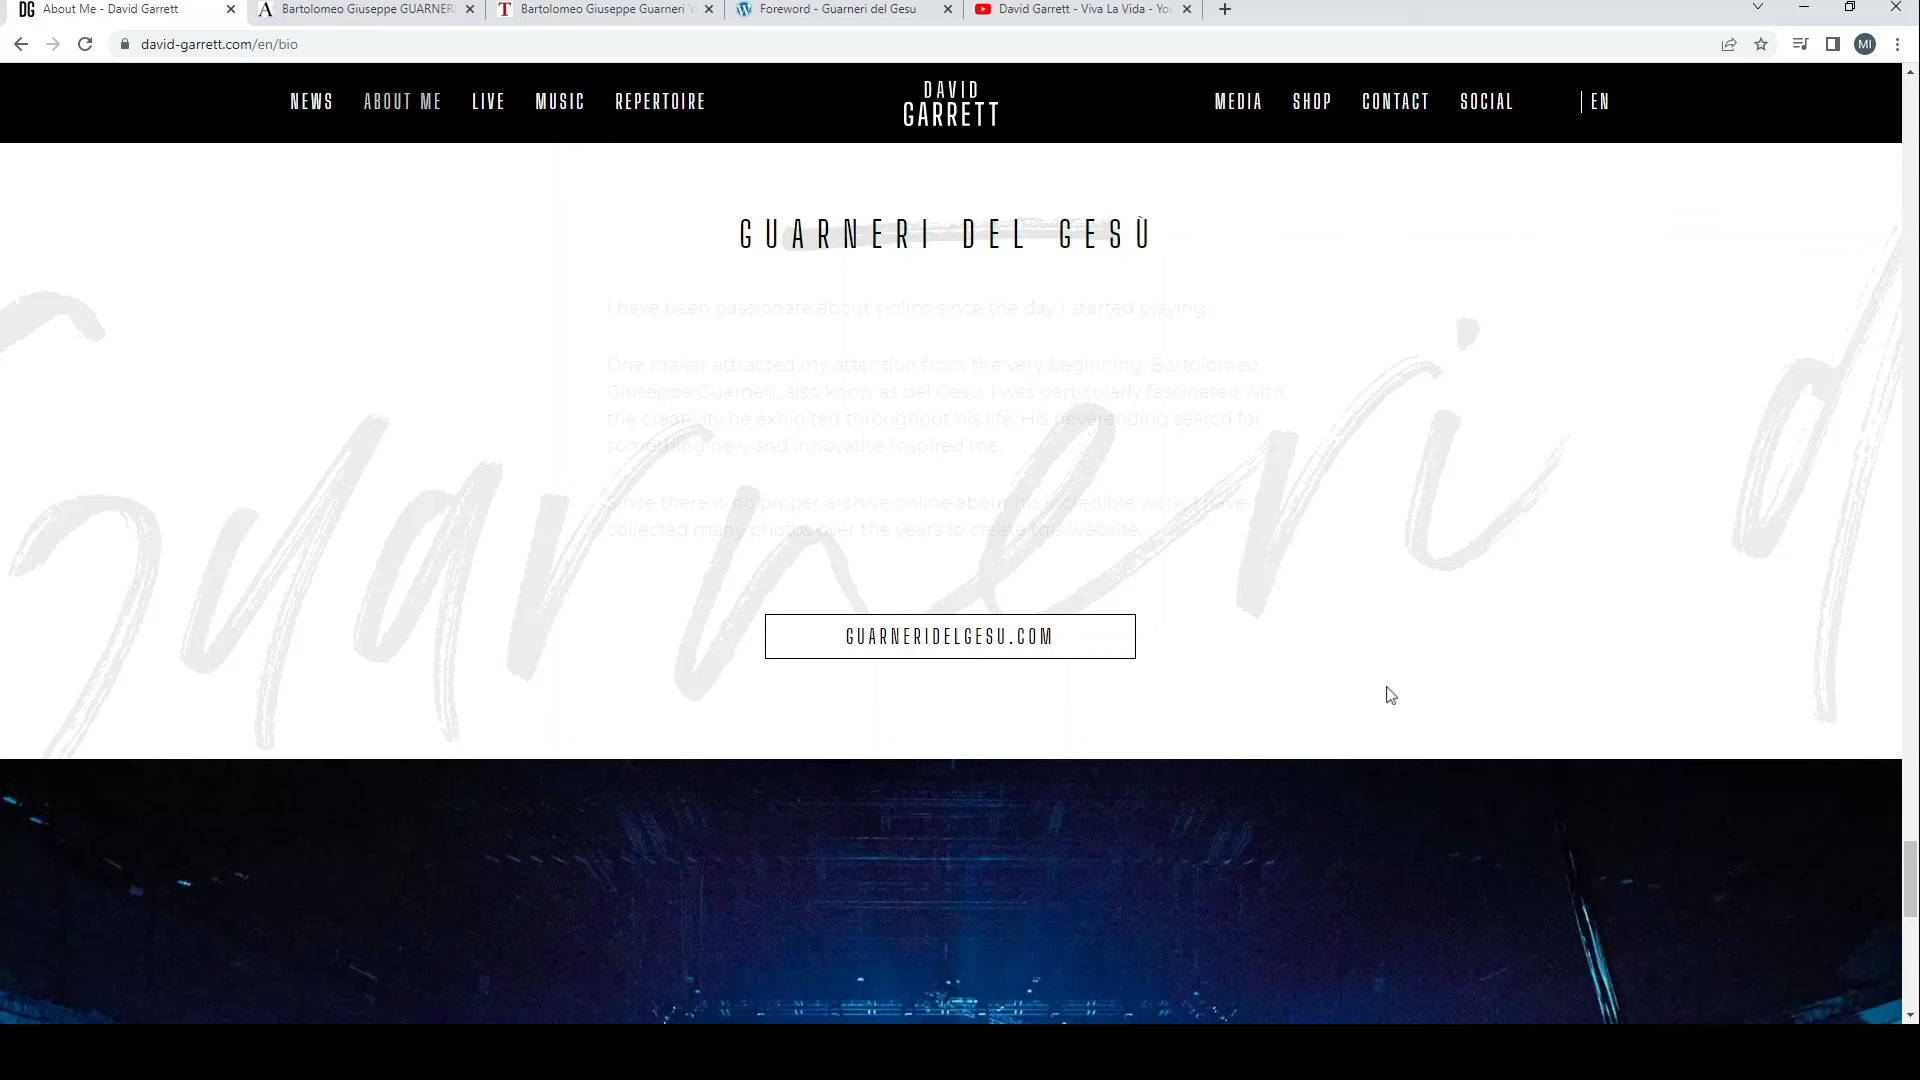 DG About Me - David Garrett
A Bartolomeo Giuseppe GUARNERI
T Bartolomeo Giuseppe Guarneri 'd
Foreword - Guarneri del Gesu
David Garrett - Viva La Vida - You
david-garrett.com/en/bio
MI
NEWS ABOUT ME LIVE MUSIC REPERTOIRE
DAVID
GARRETT
MEDIA SHOP CONTACT SOCIAL | EN
GUARNERI DEL GESÙ
I have been passionate about violins since the day I started playing.
One maker attracted my attention from the very beginning: Bartolomeo
Giuseppe Guarneri, also know as del Gesù. I was particularly fascinated with
the creativity he exhibited throughout his life. His neverending search for
something new and innovative inspired me.
Since there is no proper archive online about his incredible work, I have
collected many photos over the years to create this website.
Guarneri d
GUARNERIDELGESU.COM